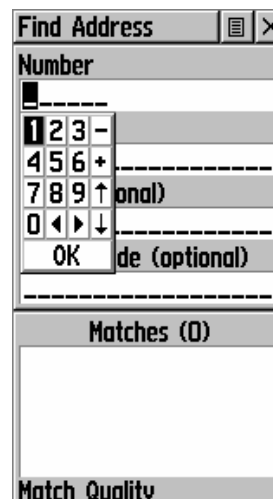 Find Address
Number
1 2 3 -
4 5 6 +
7 8 9 ↑ onal)
0 ◀ ▶ ↓
OK de (optional)
Matches (0)
Match Quality